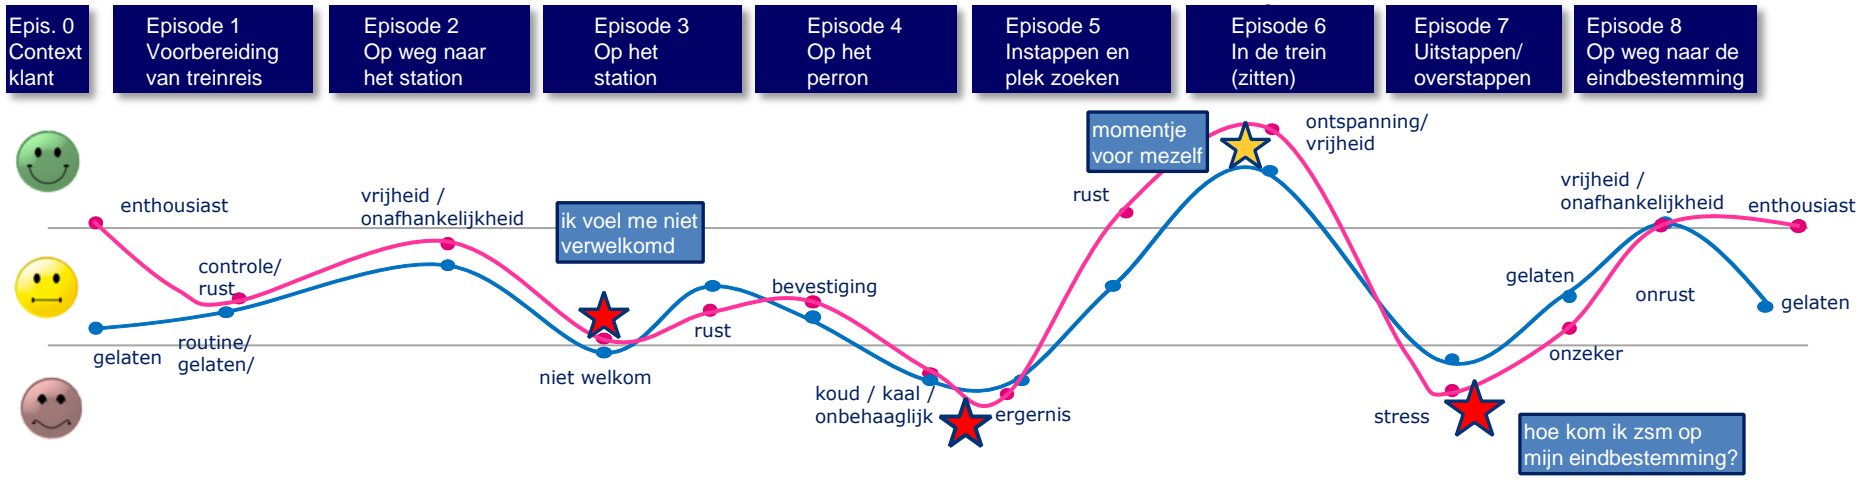 Epis. 0
Context
klant
Episode 1
Voorbereiding
van treinreis
Episode 2
Op weg naar
het station
Episode 3
Op het
station
Episode 4
Op het
perron
Episode 5
Instappen en
plek zoeken
Episode 6
In de trein
(zitten)
Episode 7
Uitstappen/
overstappen
Episode 8
Op weg naar de
eindbestemming
enthousiast
gelaten
controle/
rust
routine/
gelaten/
vrijheid /
onafhankelijkheid
ik voel me niet
verwelkomd
niet welkom
rust
bevestiging
koud / kaal /
onbehaaglijk
ergernis
rust
momentje
voor mezelf
ontspanning/
vrijheid
stress
hoe kom ik zsm op
mijn eindbestemming?
gelaten
onzeker
vrijheid /
onafhankelijkheid
onrust
enthousiast
gelaten